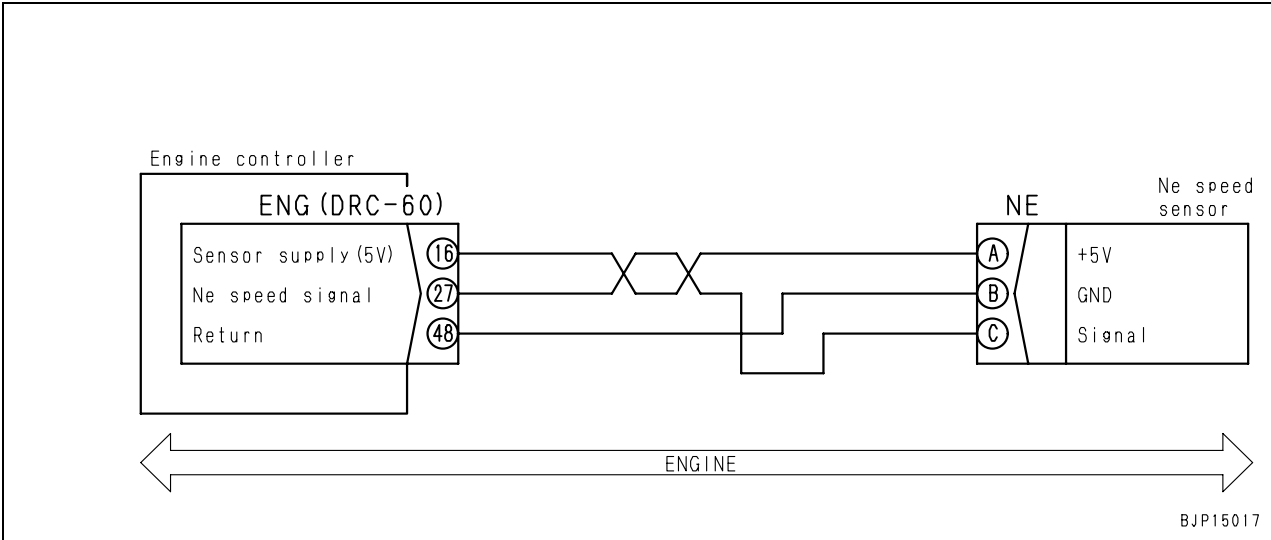 Engine controller
ENG(DRC-60)
Sensor supply(5V)
16
Ne speed signal
27
Return
48
Ne speed
sensor
NE
A
+5V
B
GND
C
Signal
ENGINE
BJP15017